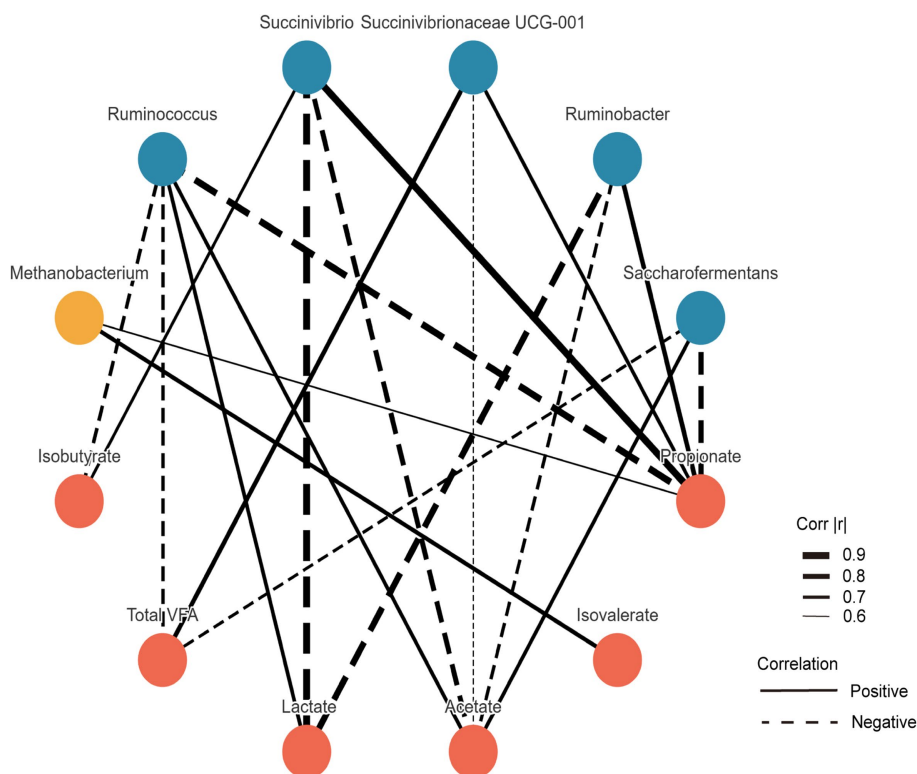 Succinivibrio Succinivibrionaceae UCG-001
Ruminococcus
Ruminobacter
Methanobacterium
Saccharofermentans
Isobutyrate
Propionate
Corr |r|
0.9
0.8
0.7
0.6
Total VFA
Isovalerate
Correlation
Positive
Negative
Lactate
Acetate